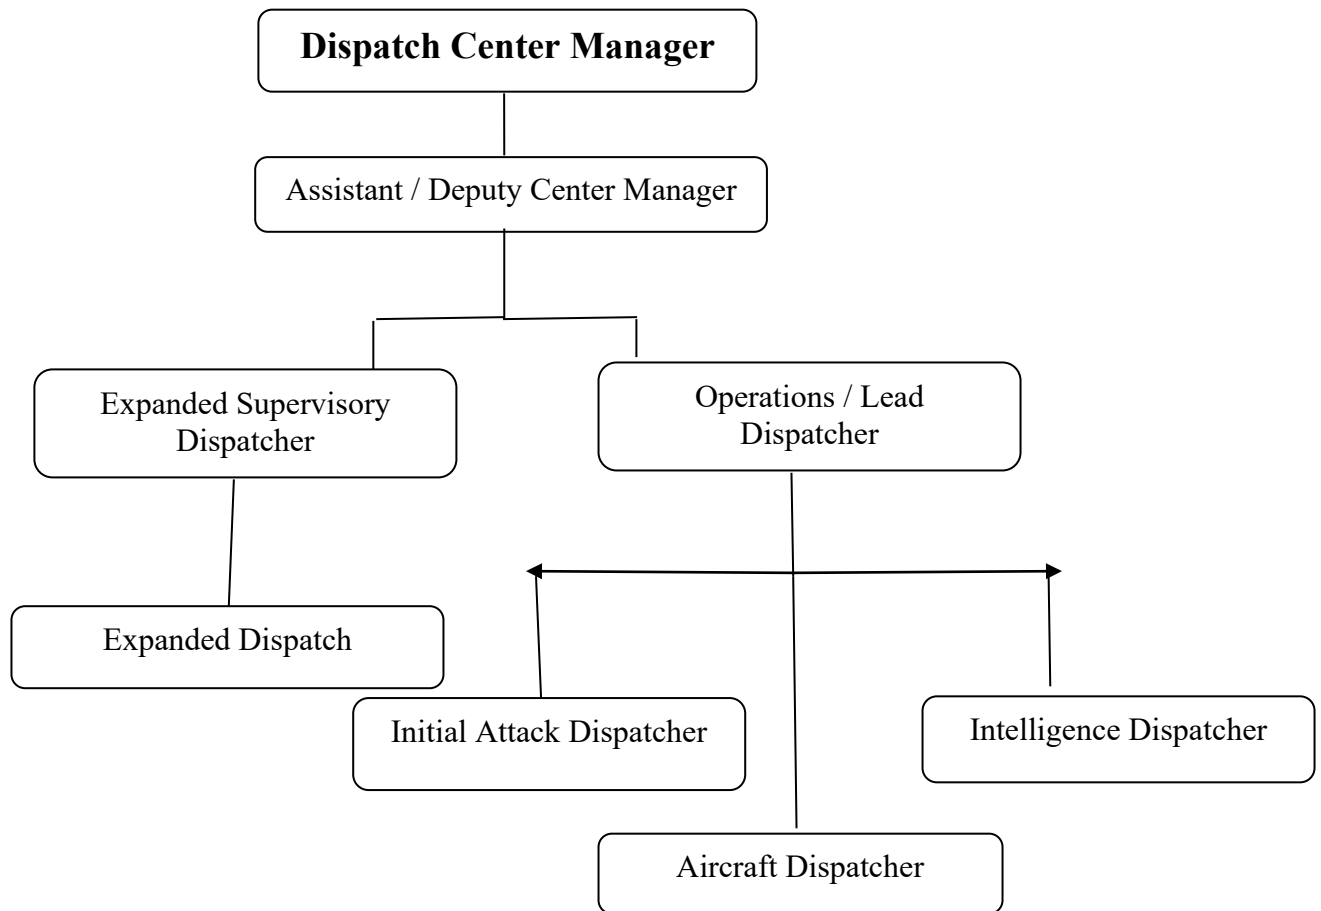 Dispatch Center Manager
Assistant / Deputy Center Manager
Expanded Supervisory
Dispatcher
Operations / Lead
Dispatcher
Expanded Dispatch
Initial Attack Dispatcher
Intelligence Dispatcher
Aircraft Dispatcher